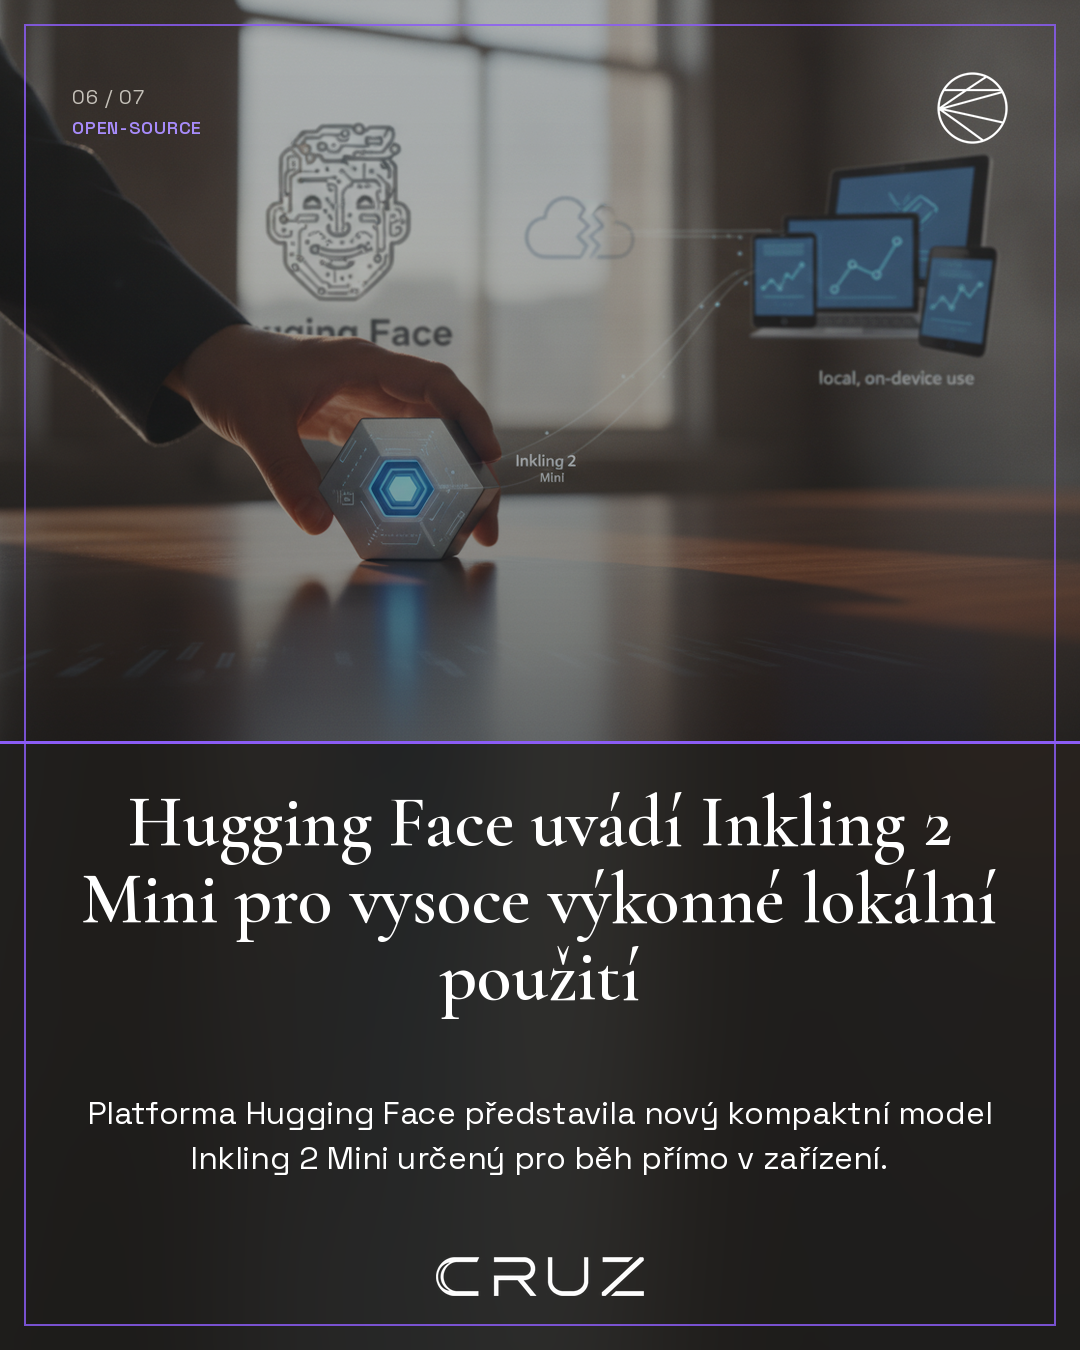 06 / 07
OPEN-SOURCE
Face
local, on-device use
Inkling 2
Mini
Hugging Face uvádí Inkling 2
Mini pro vysoce výkonné lokální
použití
Platforma Hugging Face představila nový kompaktní model
Inkling 2 Mini určený pro běh přímo v zařízení.
CRUZ